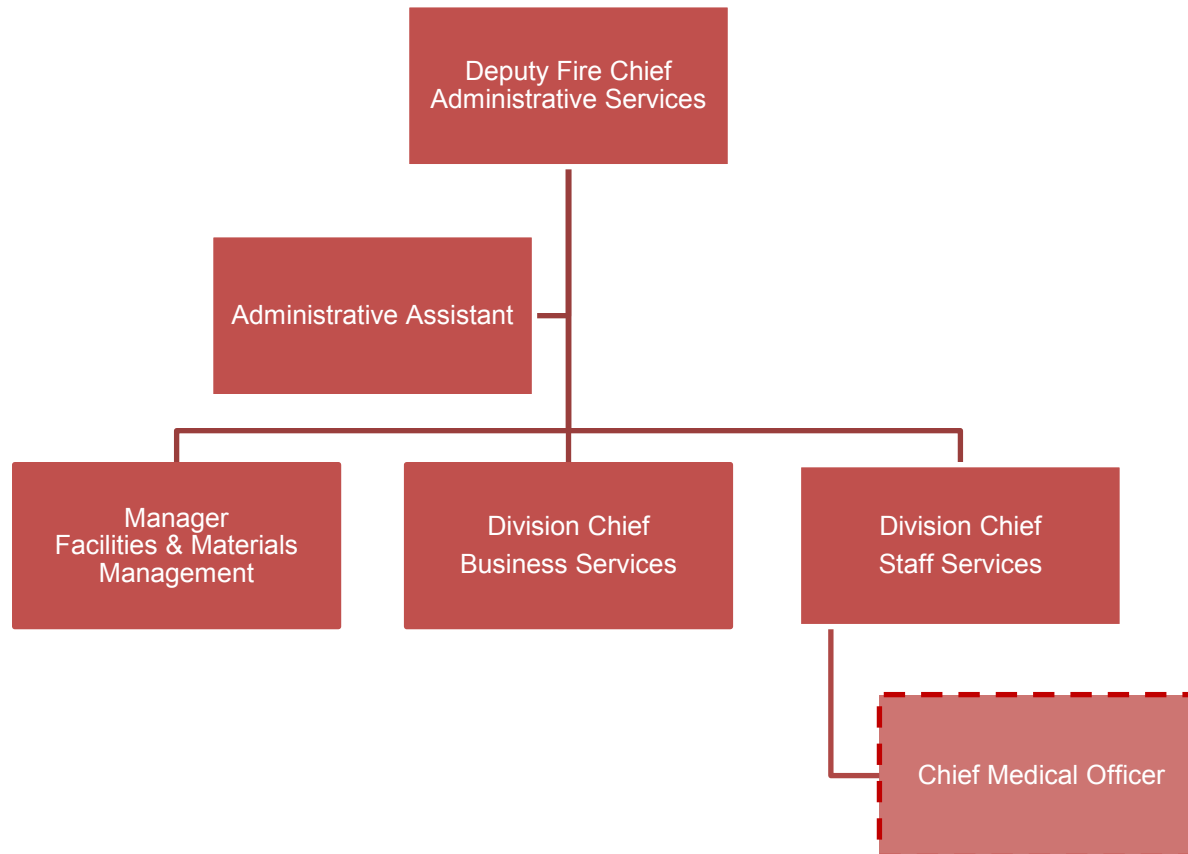 Deputy Fire Chief
Administrative Services
Administrative Assistant
Manager
Facilities & Materials
Management
Division Chief
Business Services
Division Chief
Staff Services
Chief Medical Officer